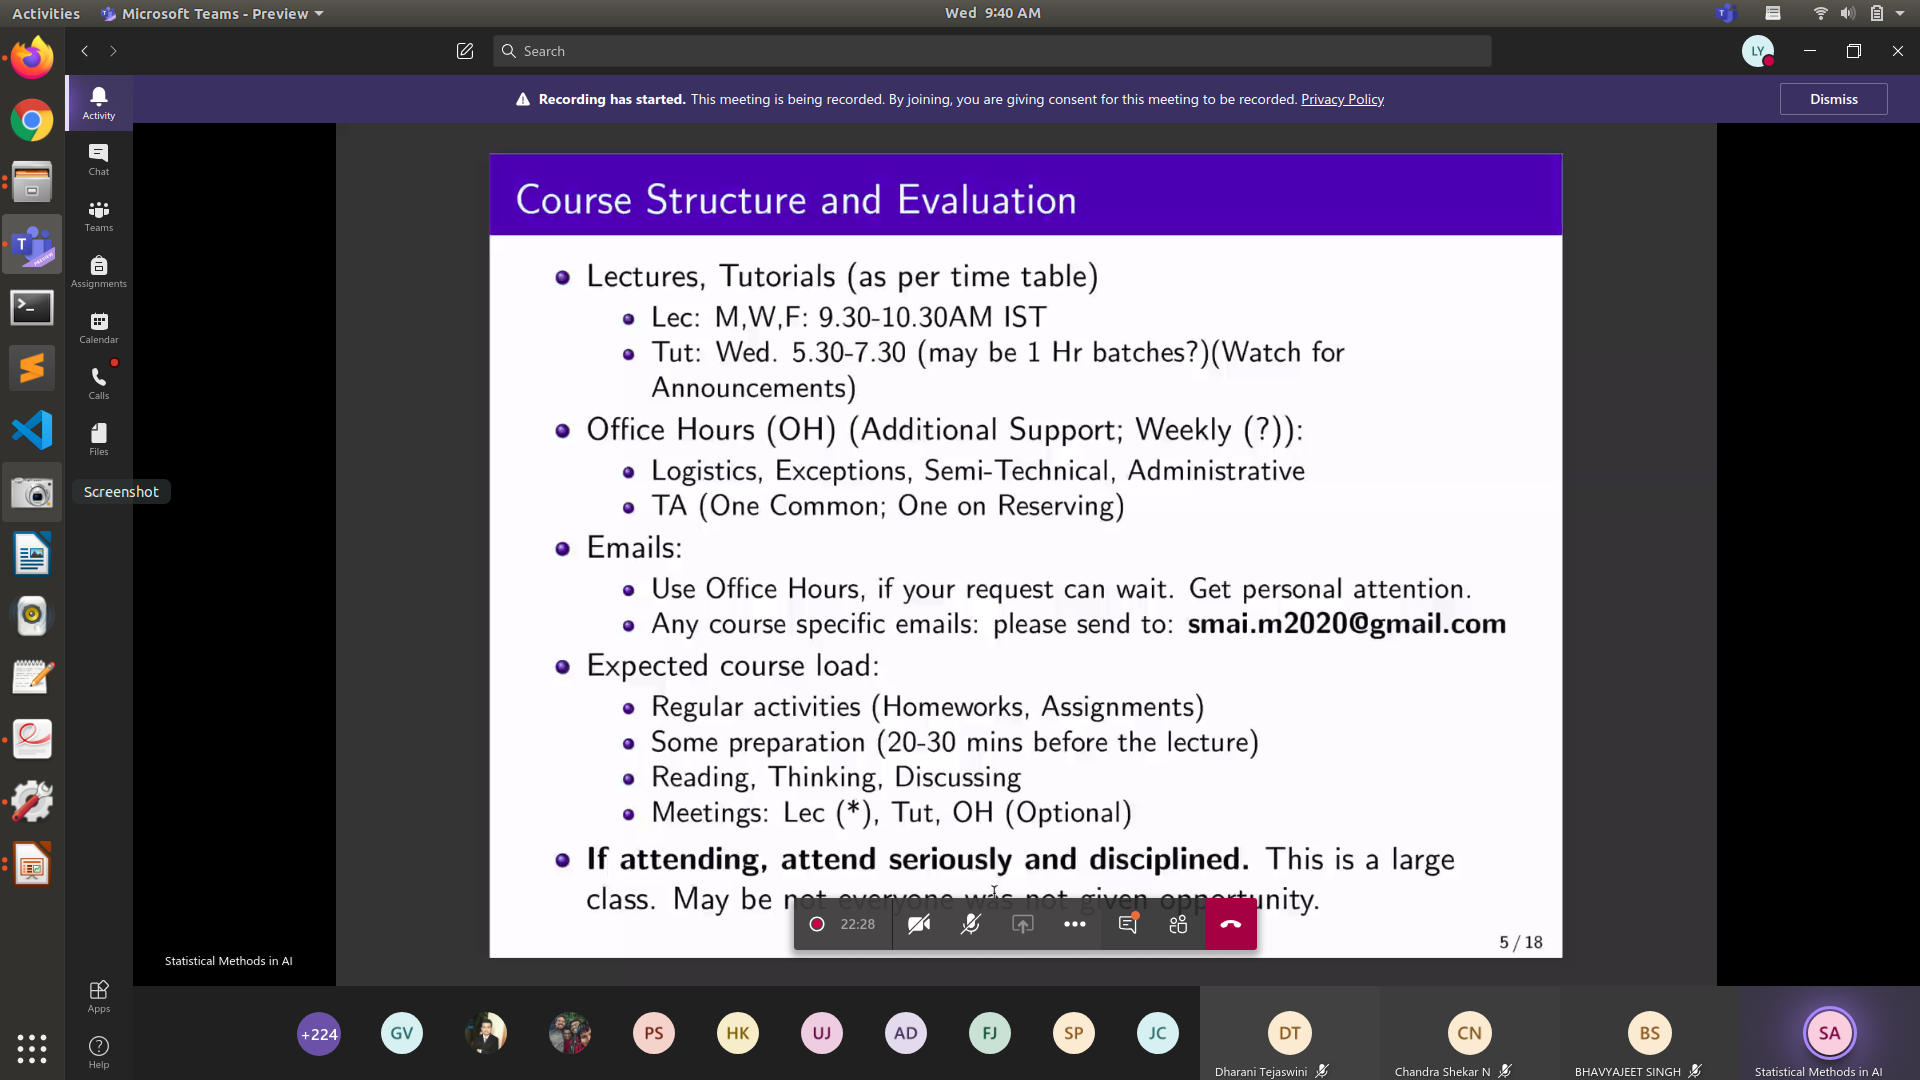 Activities
Microsoft Teams - Preview
Wed 9:40 AM
Search
LY
Recording has started. This meeting is being recorded. By joining, you are giving consent for this meeting to be recorded. Privacy Policy
Dismiss
Activity
Chat
Teams
Assignments
Calendar
Calls
Files
Screenshot
Apps
Help
Course Structure and Evaluation
Lectures, Tutorials (as per time table)
Lec: M,W,F: 9.30-10.30AM IST
Tut: Wed. 5.30-7.30 (may be 1 Hr batches?)(Watch for
Announcements)
Office Hours (OH) (Additional Support; Weekly (?)):
Logistics, Exceptions, Semi-Technical, Administrative
TA (One Common; One on Reserving)
Emails:
Use Office Hours, if your request can wait. Get personal attention.
Any course specific emails: please send to: smai.m2020@gmail.com
Expected course load:
Regular activities (Homeworks, Assignments)
Some preparation (20-30 mins before the lecture)
Reading, Thinking, Discussing
Meetings: Lec (*), Tut, OH (Optional)
If attending, attend seriously and disciplined. This is a large
class. May be not everyone was not given opportunity.
22:28
5 / 18
Statistical Methods in AI
+224
GV
PS
HK
UJ
AD
FJ
SP
JC
DT
CN
BS
SA
Dharani Tejaswini
Chandra Shekar N
BHAVYAJEET SINGH
Statistical Methods in AI